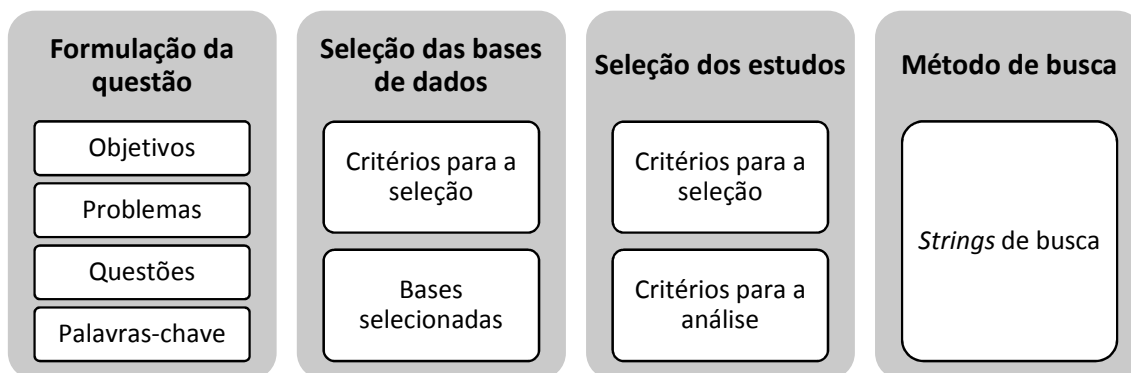 Formulação da
questão
Objetivos
Problemas
Questões
Palavras-chave
Seleção das bases
de dados
Critérios para a
seleção
Bases
selecionadas
Seleção dos estudos
Critérios para a
seleção
Critérios para a
análise
Método de busca
Strings de busca